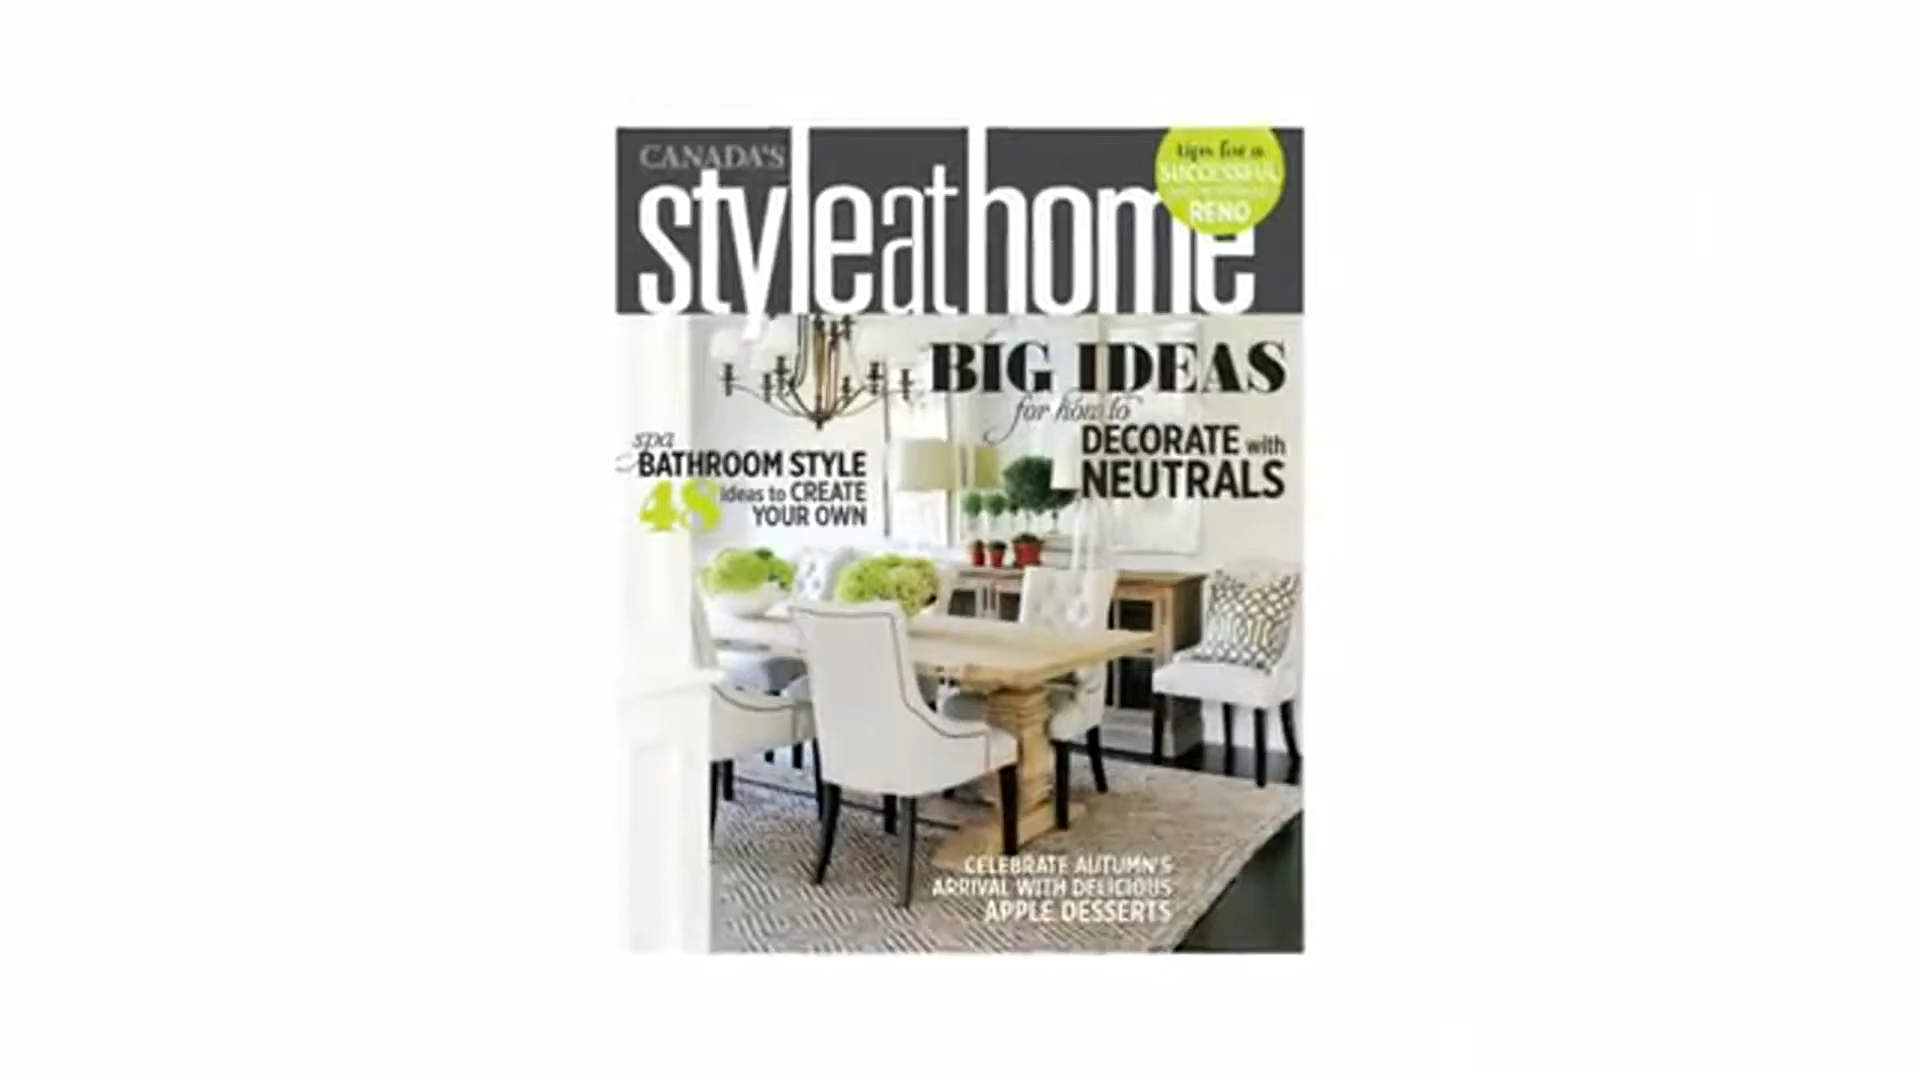 CANADA'S
styleathome
tips for a
SUCCESSFUL
RENO
BIG IDEAS
for how to
DECORATE with
NEUTRALS
spa
BATHROOM STYLE
48 ideas to CREATE
YOUR OWN
CELEBRATE AUTUMN'S
ARRIVAL WITH DELICIOUS
APPLE DESSERTS